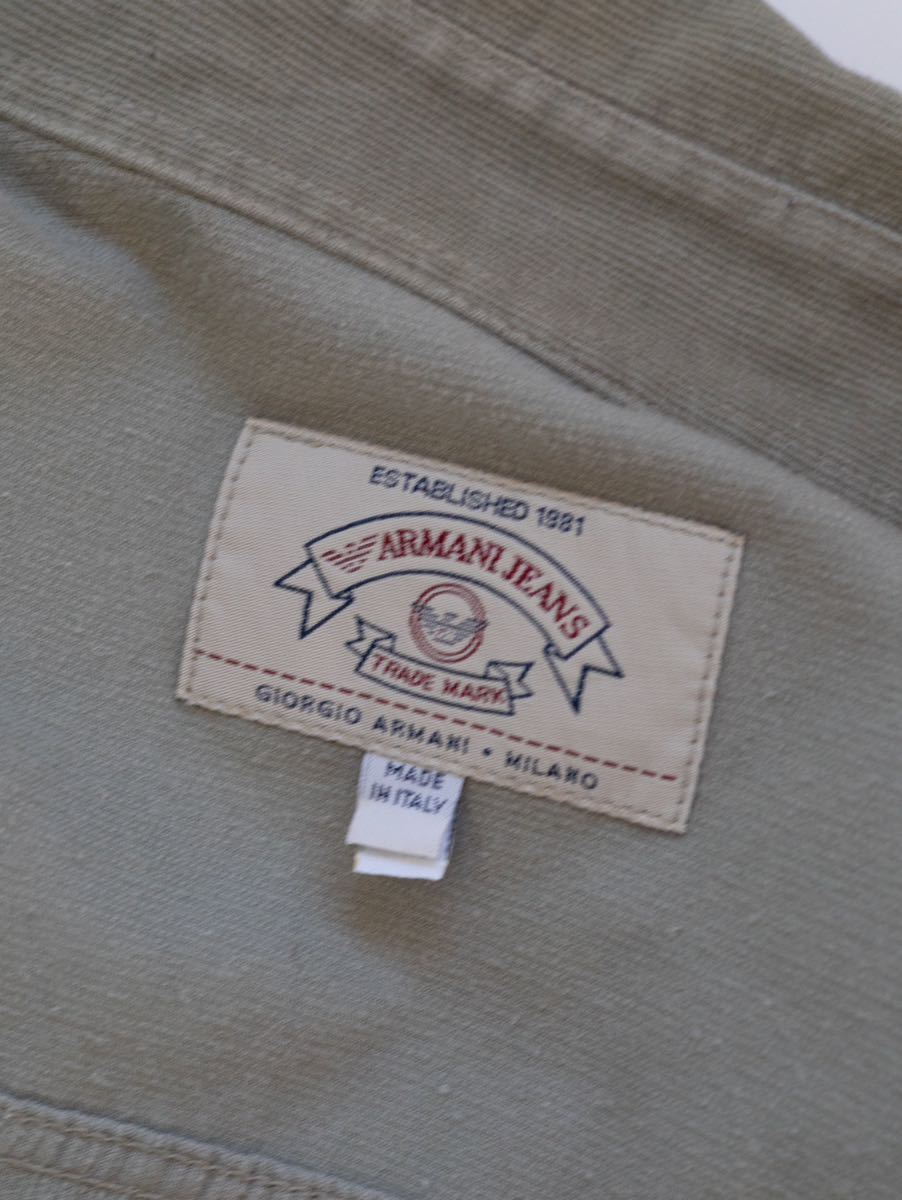 ESTABLISHED 1981
ARMANI JEANS
TRADE MARK
GIORGIO ARMANI • MILANO
MADE
IN ITALY